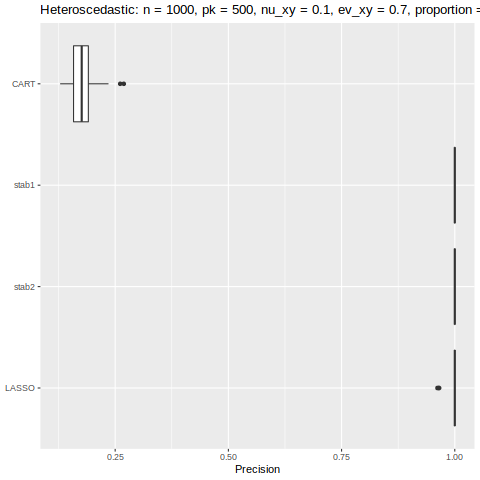 Heteroscedastic: n = 1000, pk = 500, nu_xy = 0.1, ev_xy = 0.7, proportion =
CART
stab1
stab2
LASSO
0.25 0.50 0.75 1.00
Precision